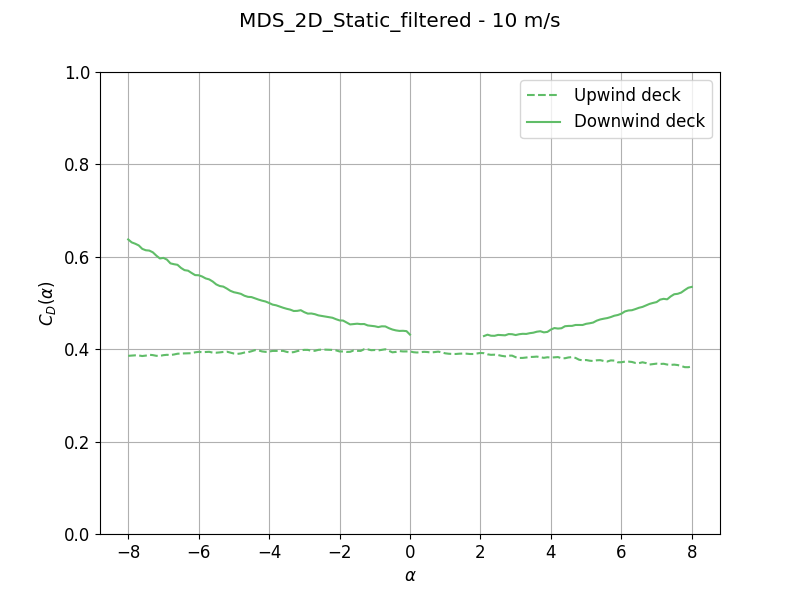 MDS_2D_Static_filtered - 10 m/s
1.0
0.8
0.6
0.4
0.2
0.0
C_D(α)
Upwind deck
Downwind deck
−8 −6 −4 −2 0 2 4 6 8
α